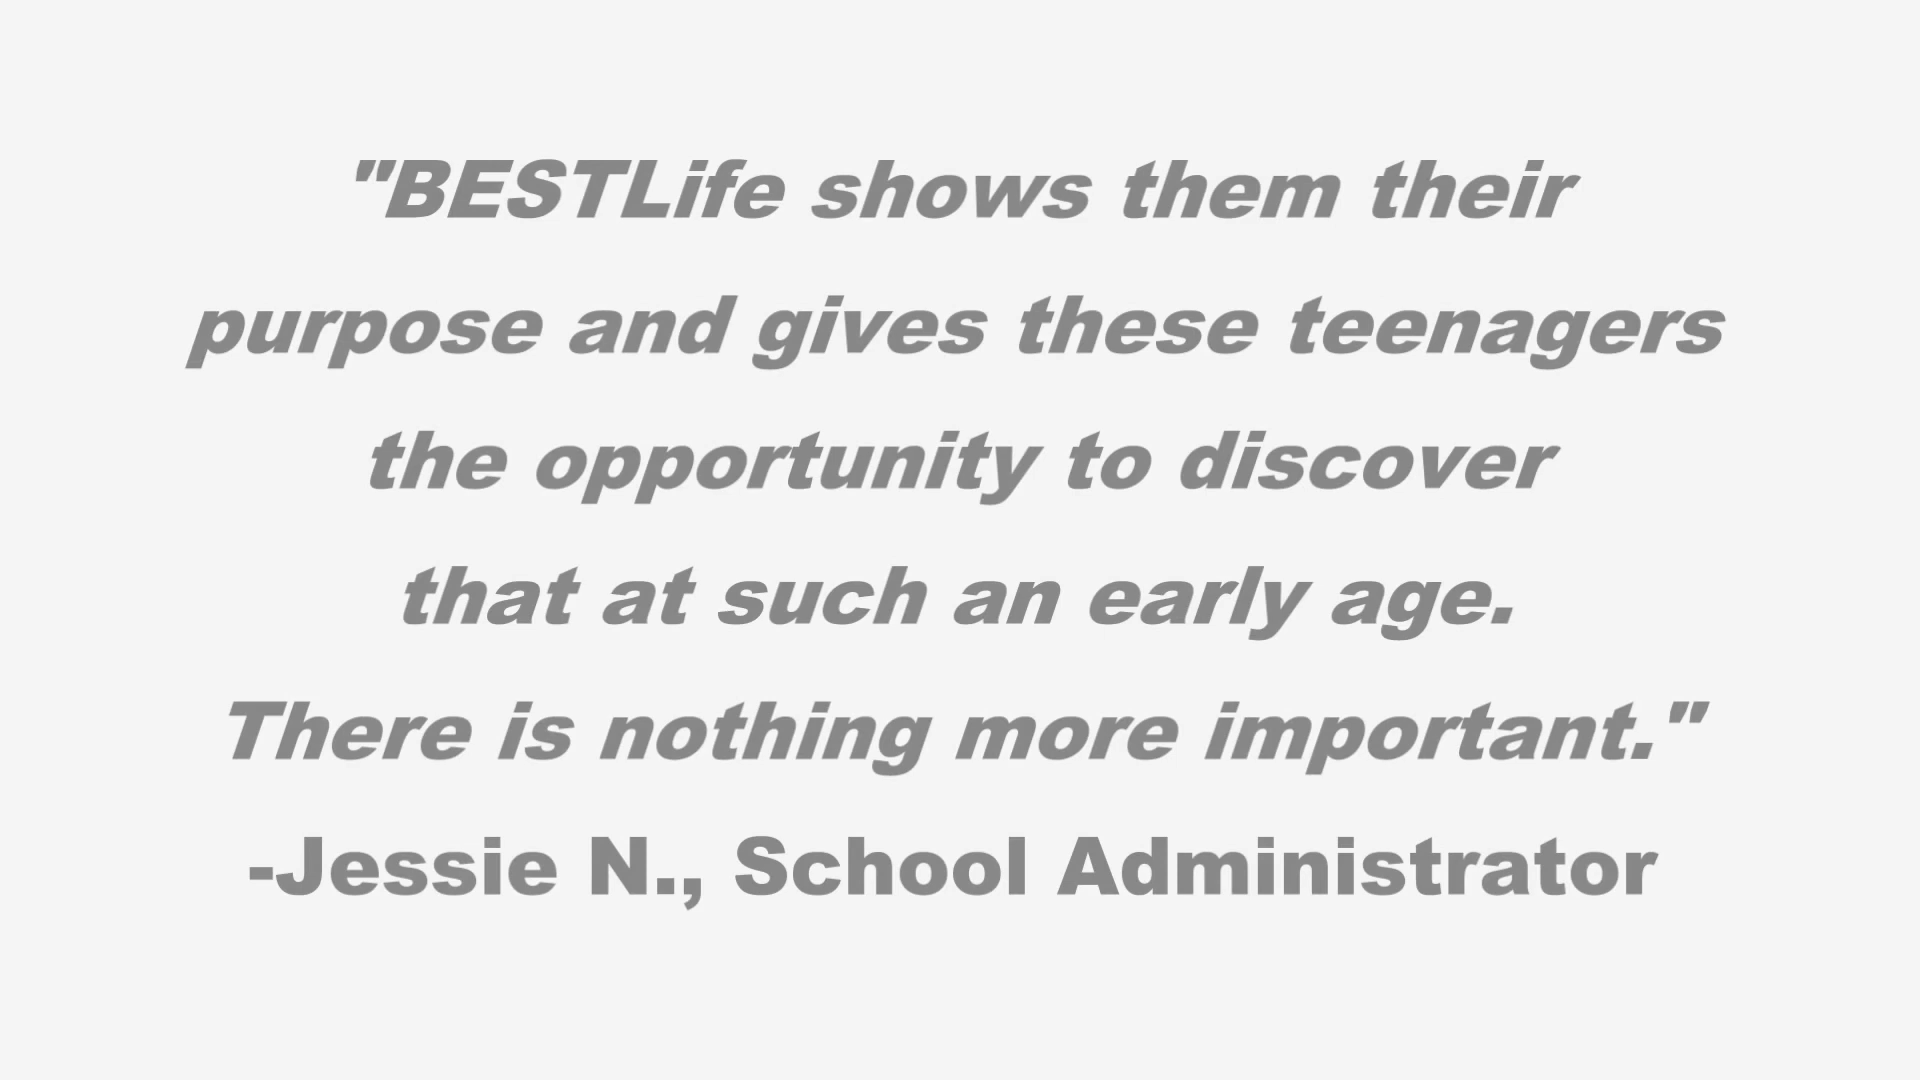 "BESTLife shows them their
purpose and gives these teenagers
the opportunity to discover
that at such an early age.
There is nothing more important."
-Jessie N., School Administrator